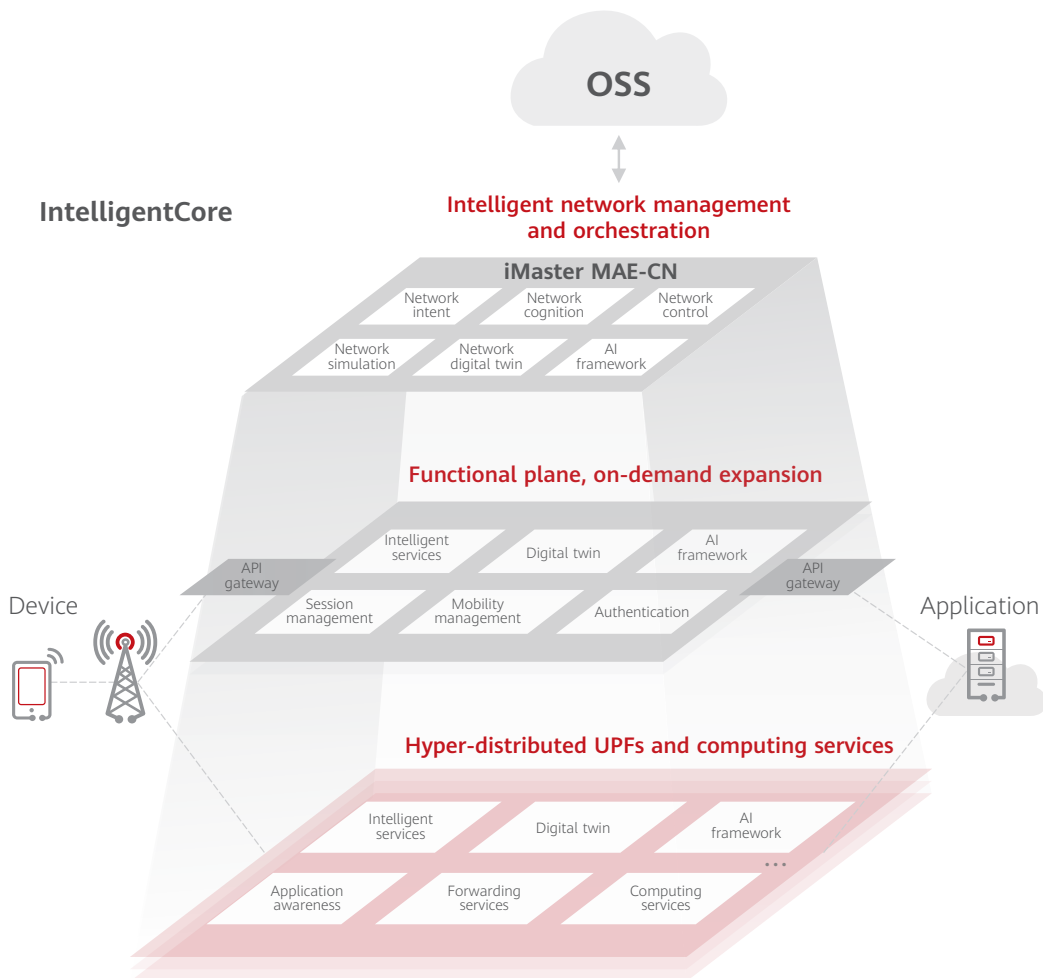 OSS
IntelligentCore
Intelligent network management
and orchestration
iMaster MAE-CN
Network
intent
Network
cognition
Network
control
Network
simulation
Network
digital twin
AI
framework
Functional plane, on-demand expansion
Intelligent
services
Digital twin
AI
framework
API
gateway
API
gateway
Session
management
Mobility
management
Authentication
Device
Application
Hyper-distributed UPFs and computing services
Intelligent
services
Digital twin
AI
framework
...
Application
awareness
Forwarding
services
Computing
services